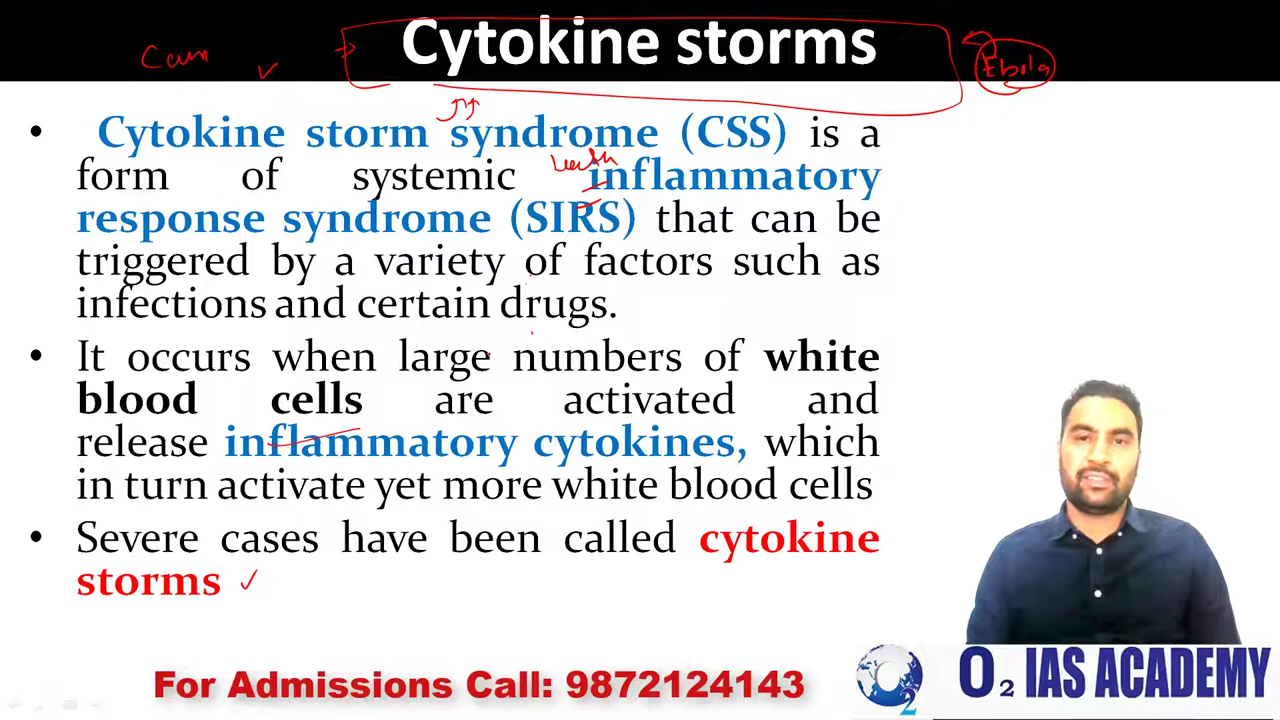 Cytokine storms
Ebola
• Cytokine storm syndrome (CSS) is a
form of systemic inflammatory
response syndrome (SIRS) that can be
triggered by a variety of factors such as
infections and certain drugs.
• It occurs when large numbers of white
blood cells are activated and
release inflammatory cytokines, which
in turn activate yet more white blood cells
• Severe cases have been called cytokine
storms
For Admissions Call: 9872124143
O2 IAS ACADEMY